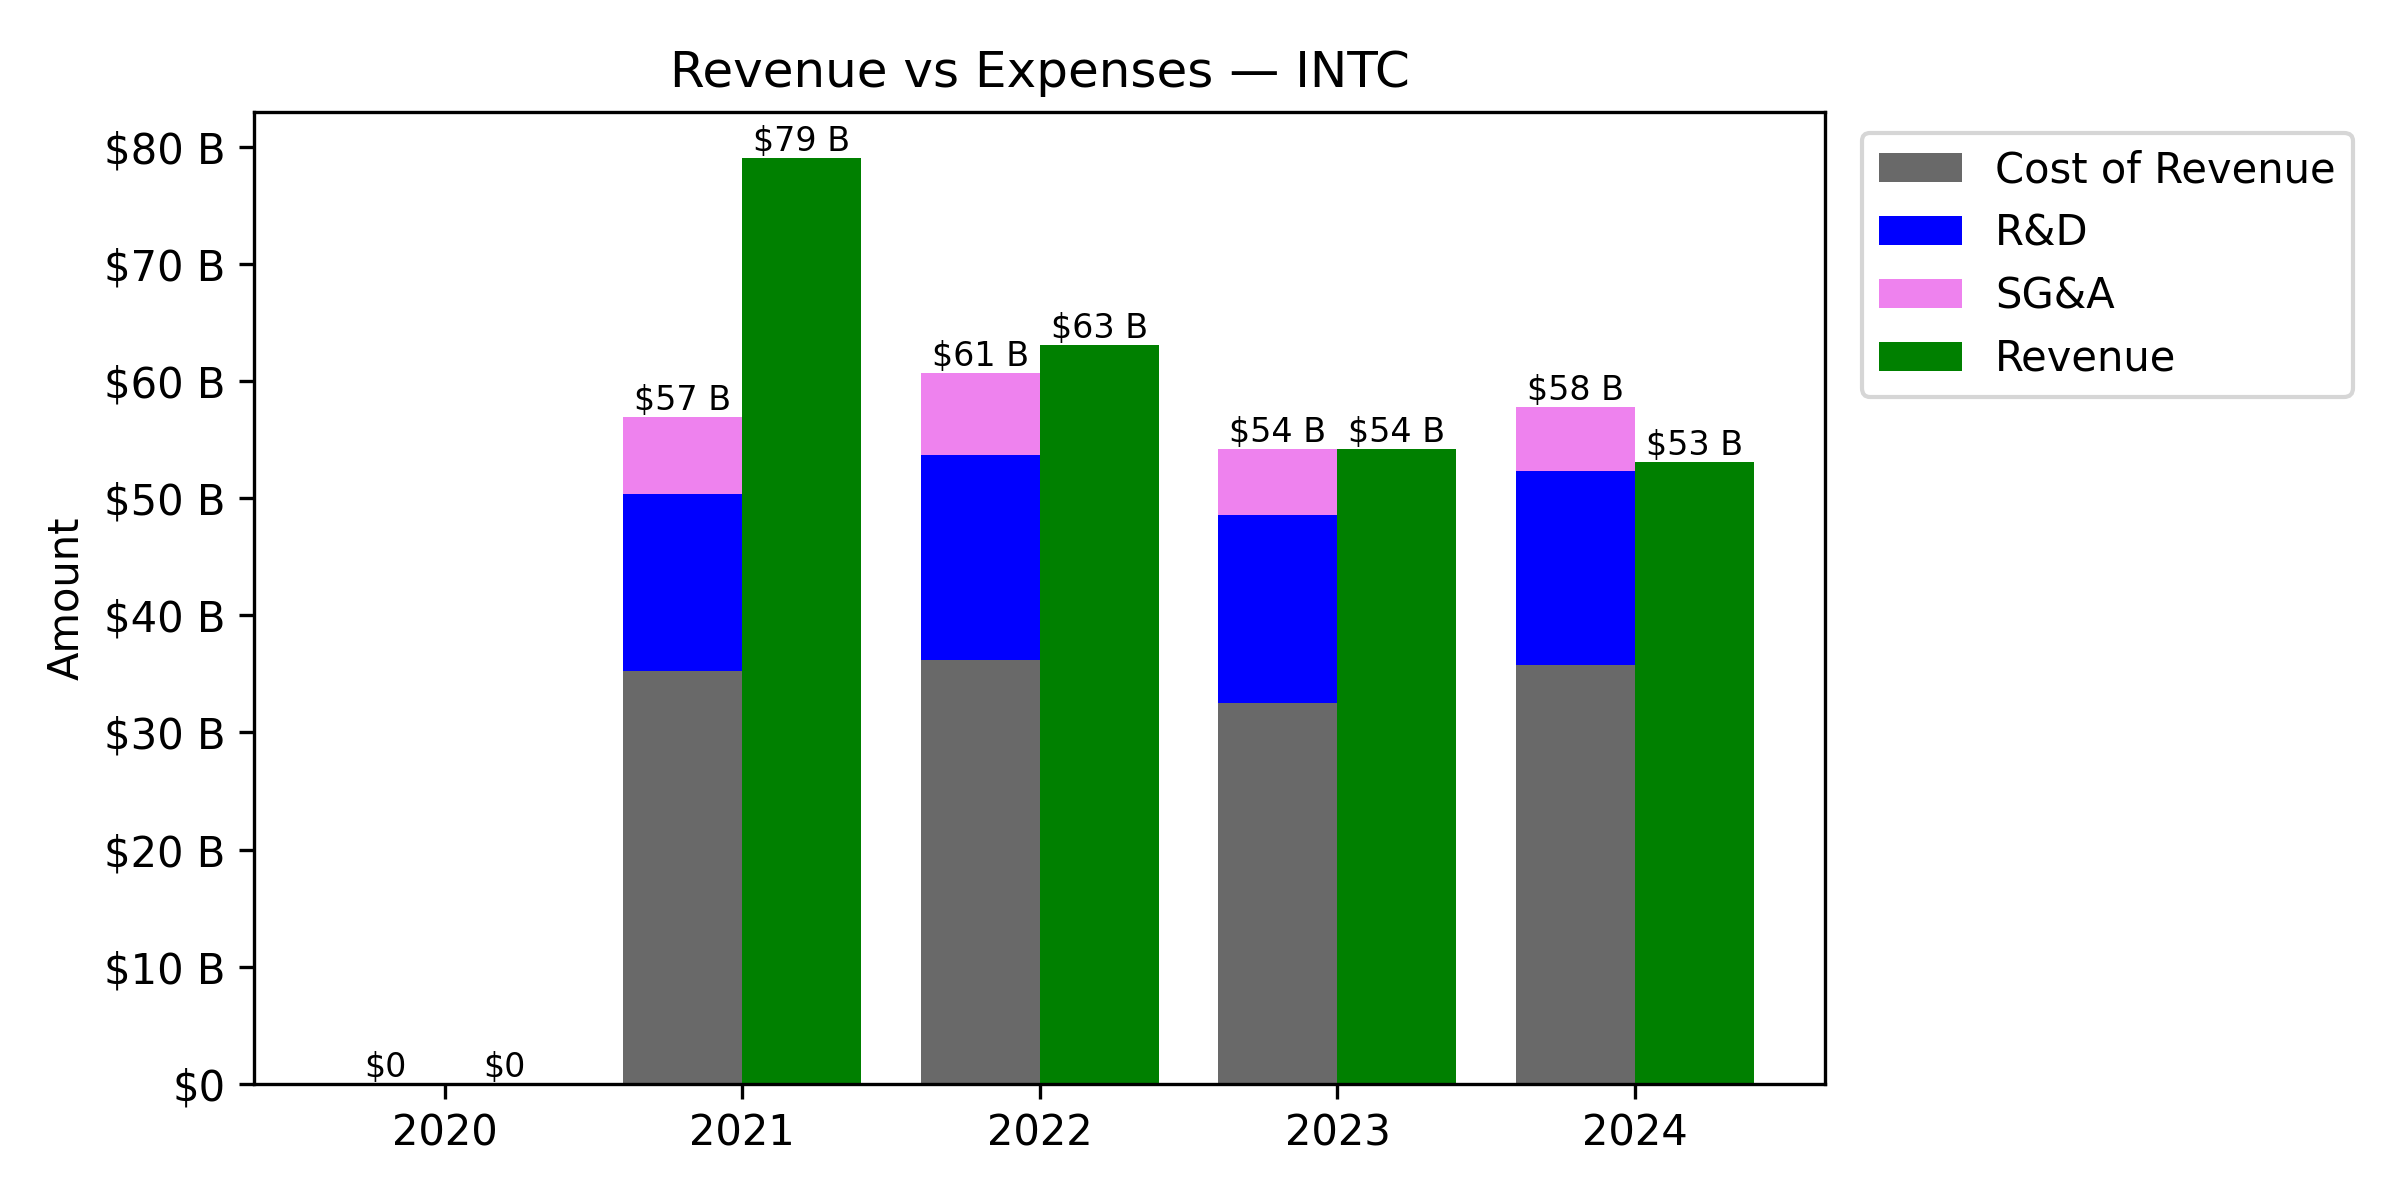 Revenue vs Expenses — INTC
Amount
$80 B
$70 B
$60 B
$50 B
$40 B
$30 B
$20 B
$10 B
$0
$0 $0
$57 B $79 B
$61 B $63 B
$54 B $54 B
$58 B $53 B
2020 2021 2022 2023 2024
Cost of Revenue
R&D
SG&A
Revenue